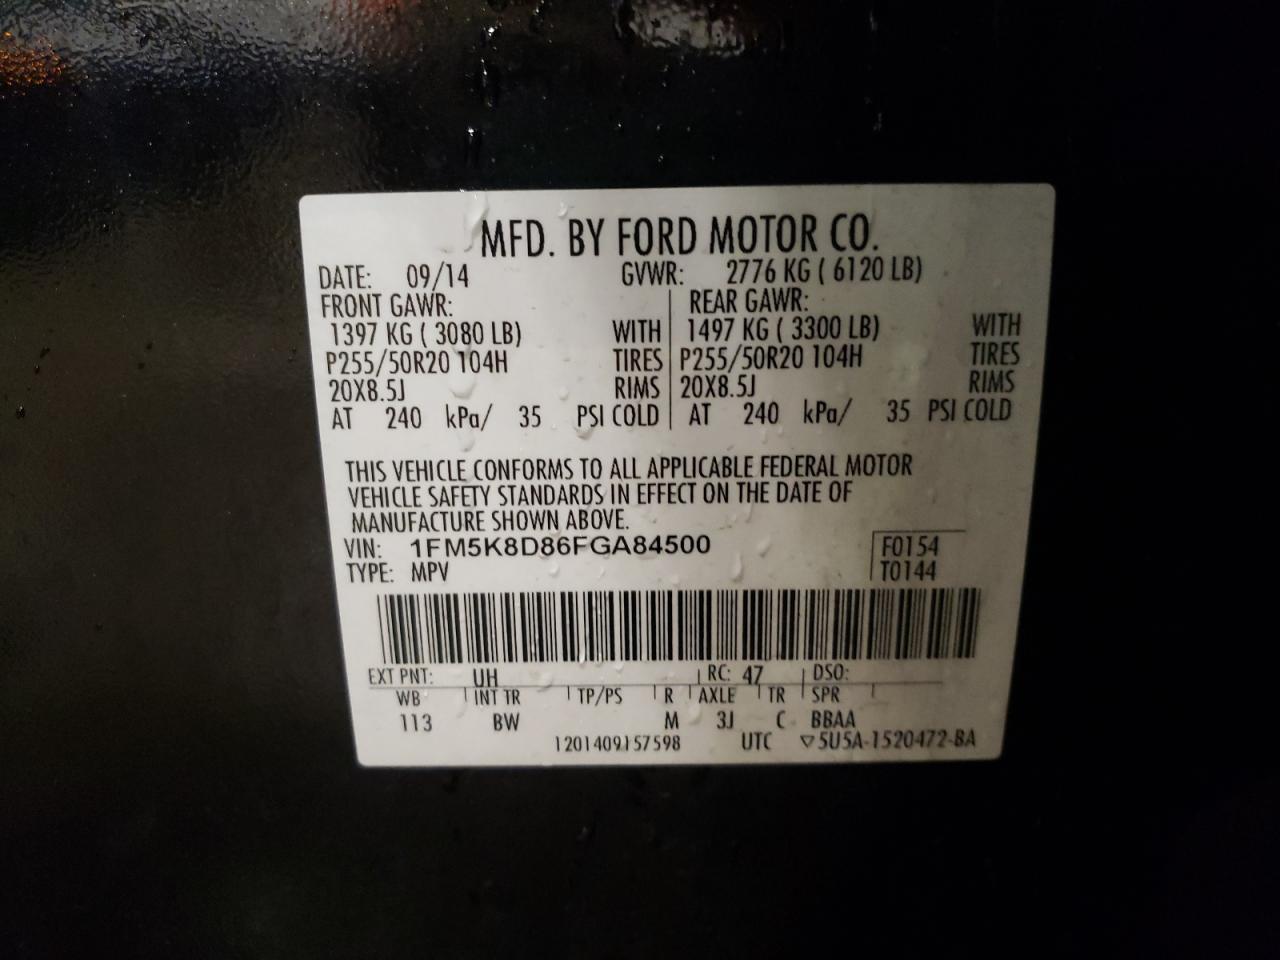 MFD. BY FORD MOTOR CO.
DATE: 09/14 GVWR: 2776 KG ( 6120 LB)
FRONT GAWR: REAR GAWR:
1397 KG ( 3080 LB) WITH 1497 KG ( 3300 LB) WITH
P255/50R20 104H TIRES P255/50R20 104H TIRES
20X8.5J RIMS 20X8.5J RIMS
AT 240 kPa/ 35 PSI COLD AT 240 kPa/ 35 PSI COLD
THIS VEHICLE CONFORMS TO ALL APPLICABLE FEDERAL MOTOR
VEHICLE SAFETY STANDARDS IN EFFECT ON THE DATE OF
MANUFACTURE SHOWN ABOVE.
VIN: 1FM5K8D86FGA84500 F0154
TYPE: MPV T0144
EXT PNT: UH RC: 47 DSO:
WB INT TR TP/PS R AXLE TR SPR
113 BW M 3J C BBAA
1201409157598 UTC ▽5U5A-1520472-BA